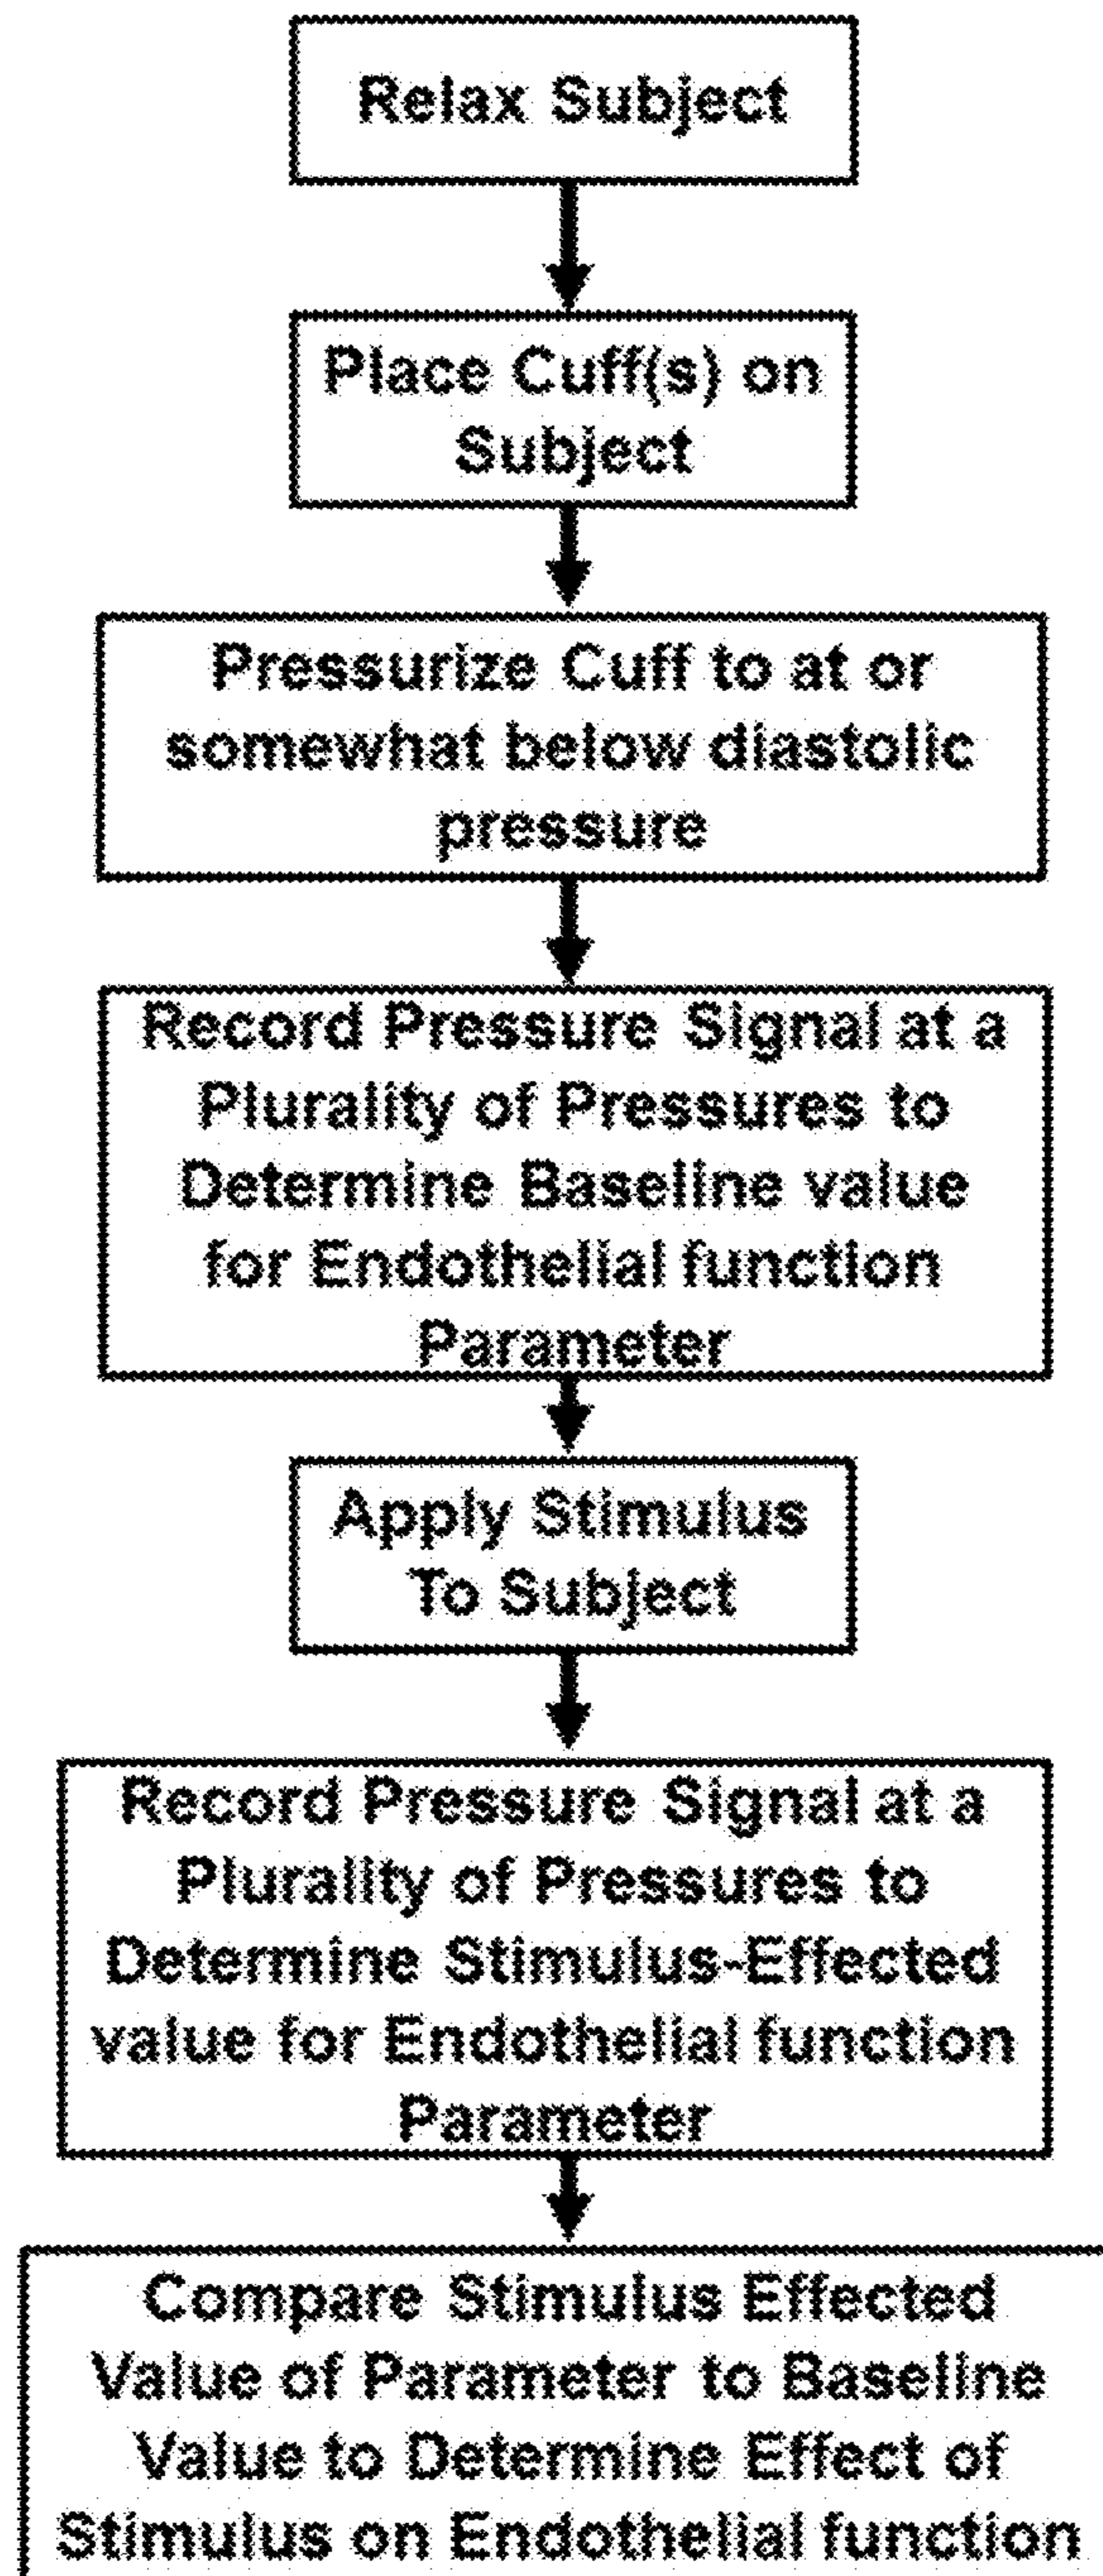 Relax Subject
Place Cuff(s) on
Subject
Pressurize Cuff to at or
somewhat below diastolic
pressure
Record Pressure Signal at a
Plurality of Pressures to
Determine Baseline value
for Endothelial function
Parameter
Apply Stimulus
To Subject
Record Pressure Signal at a
Plurality of Pressures to
Determine Stimulus-Effected
value for Endothelial function
Parameter
Compare Stimulus Effected
Value of Parameter to Baseline
Value to Determine Effect of
Stimulus on Endothelial function